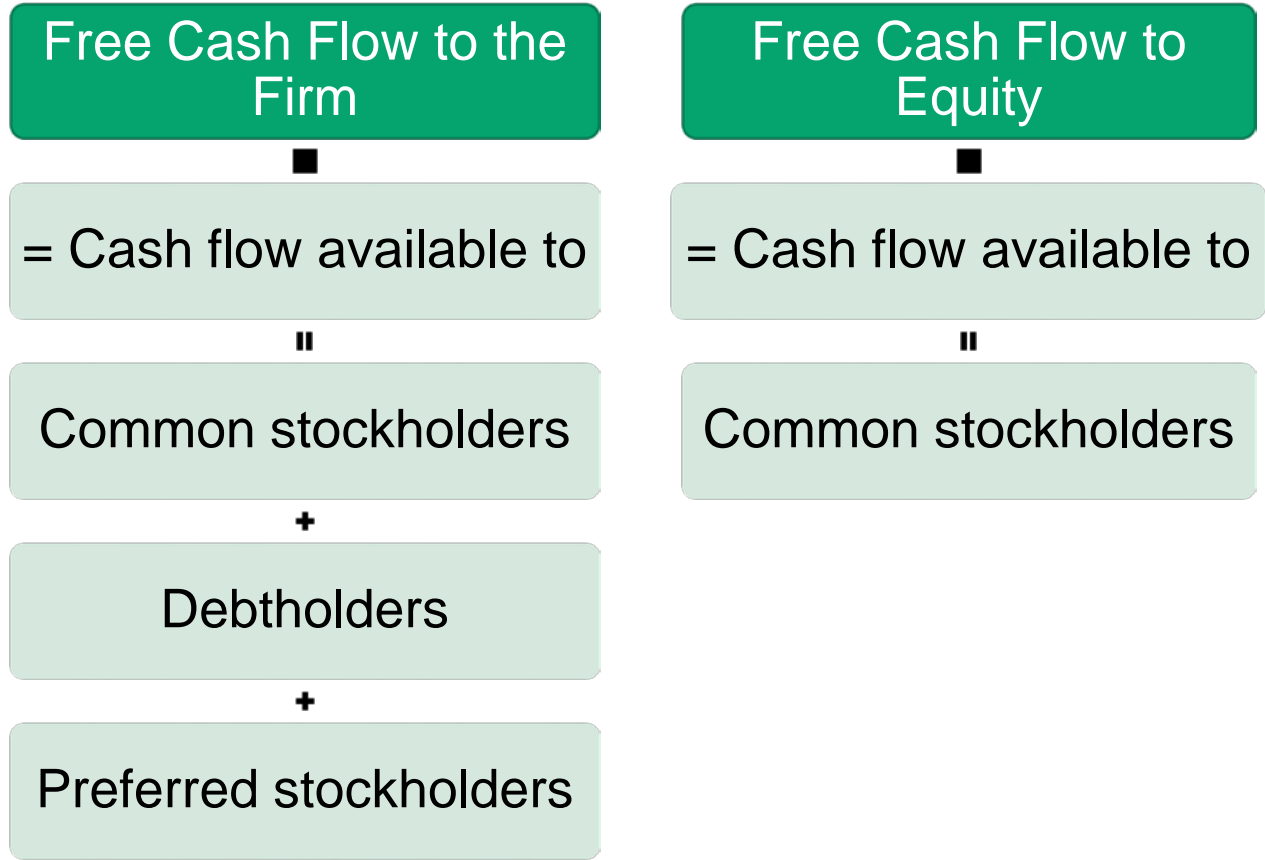 Free Cash Flow to the
Firm
= Cash flow available to
Common stockholders
+
Debtholders
+
Preferred stockholders
Free Cash Flow to
Equity
= Cash flow available to
Common stockholders